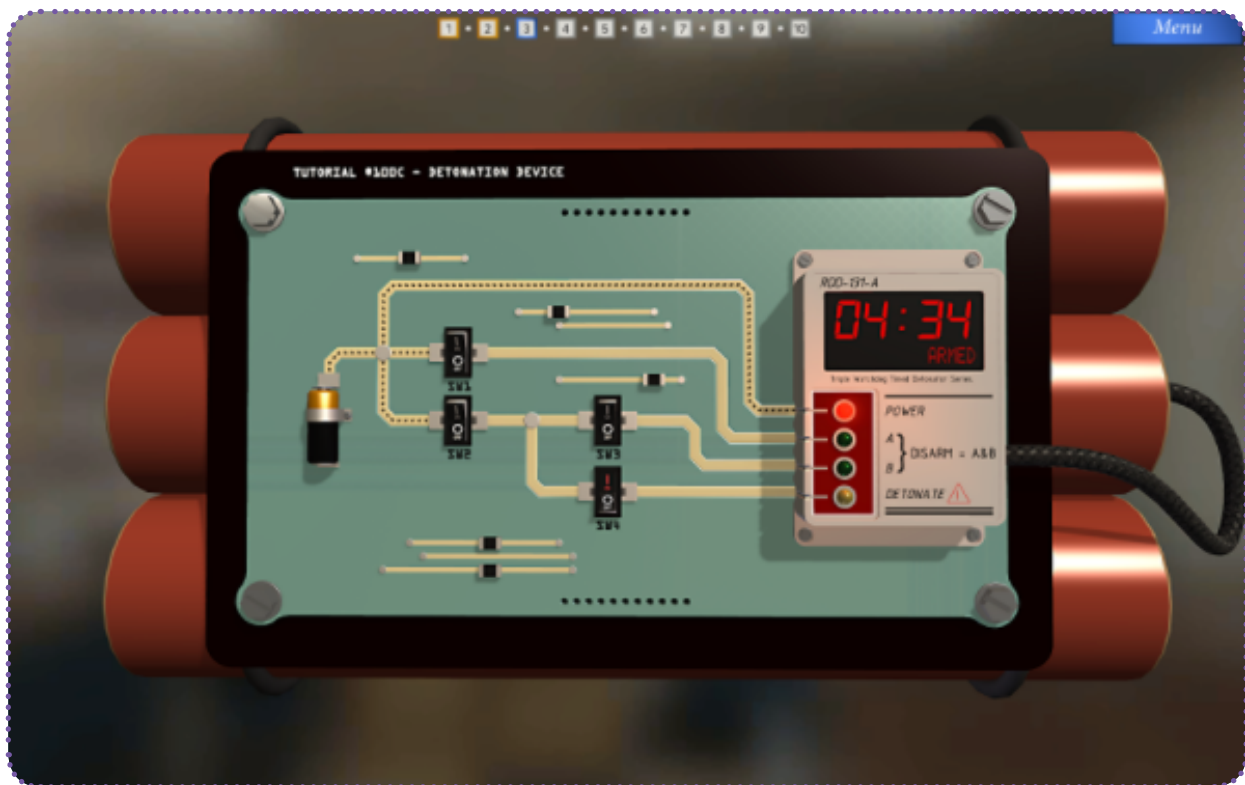 1 2 3 4 5 6 7 8 9 10
Menu
TUTORIAL #1DDC - DETONATION DEVICE
04:34
ARMED
POWER
A
DISARM = A&B
B
DETONATE
SW1
SW2
SW3
SW4